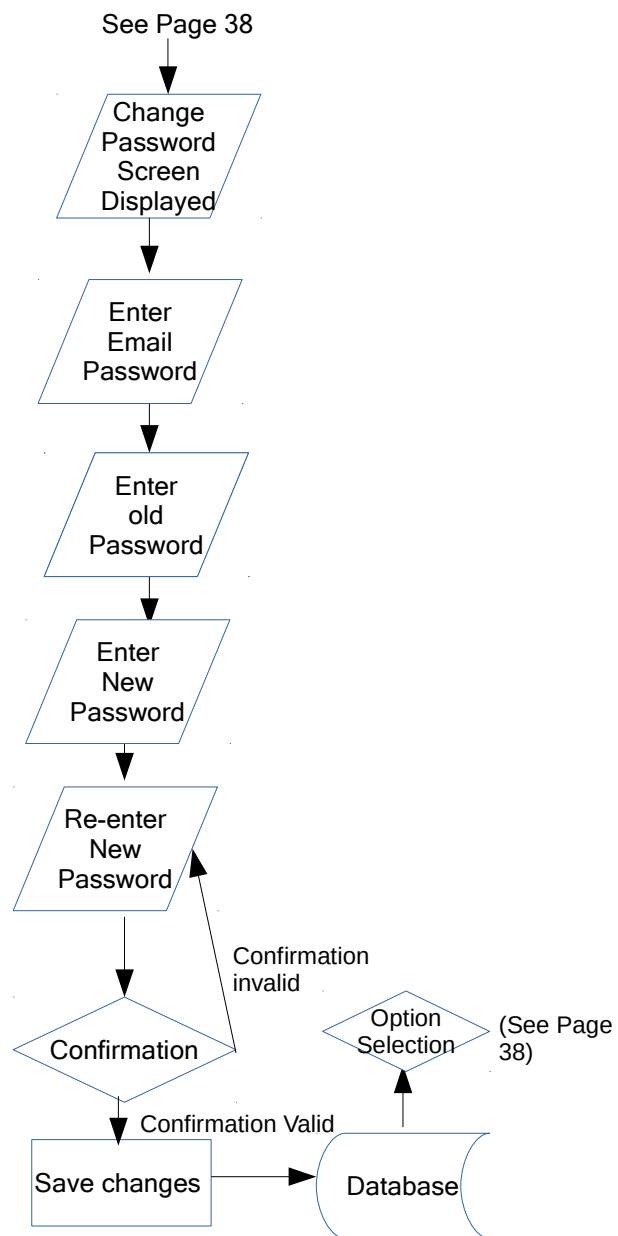 See Page 38
Change
Password
Screen
Displayed
Enter
Email
Password
Enter
old
Password
Enter
New
Password
Re-enter
New
Password
Confirmation
invalid
Confirmation
Option
Selection
(See Page
38)
Confirmation Valid
Save changes
Database